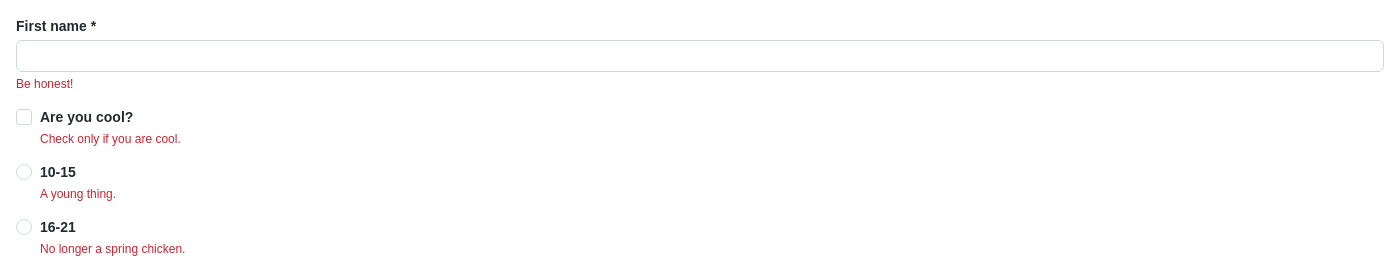 First name *
Be honest!
Are you cool?
Check only if you are cool.
10-15
A young thing.
16-21
No longer a spring chicken.